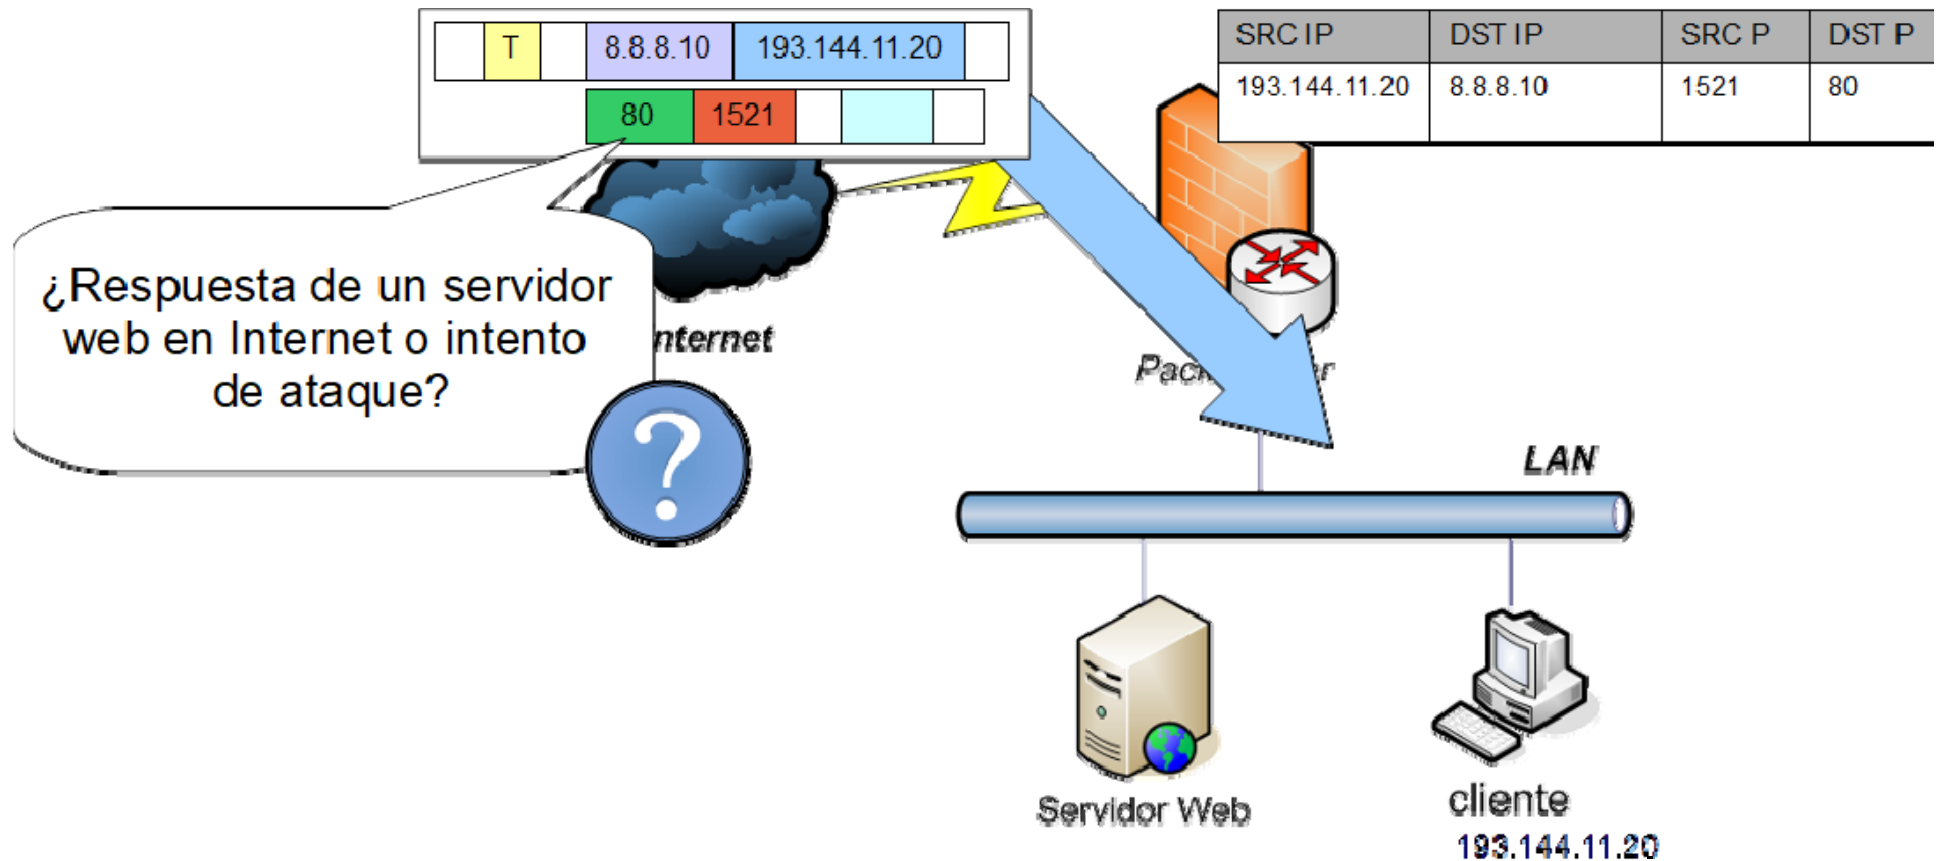 T 8.8.8.10 193.144.11.20
80 1521
SRC IP DST IP SRC P DST P
193.144.11.20 8.8.8.10 1521 80
¿Respuesta de un servidor
web en Internet o intento
de ataque?
nternet
LAN
Servidor Web
cliente
193.144.11.20